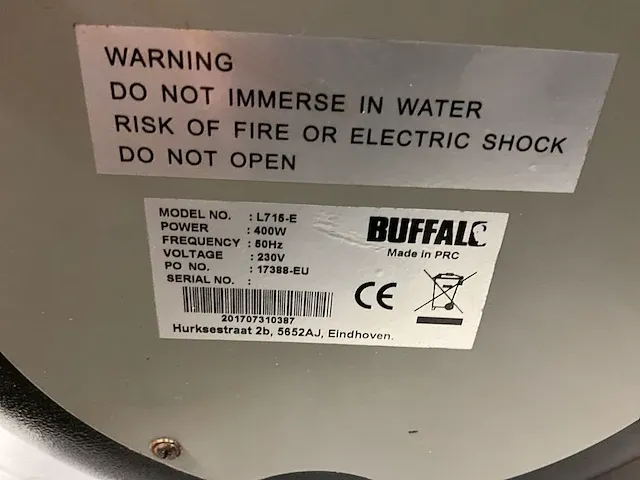 WARNING
DO NOT IMMERSE IN WATER
RISK OF FIRE OR ELECTRIC SHOCK
DO NOT OPEN
MODEL NO. : L715-E
POWER : 400W
FREQUENCY : 50Hz
VOLTAGE : 230V
PO NO. : 17388-EU
SERIAL NO. :
201707310387
Hurksestraat 2b, 5652AJ, Eindhoven.
BUFFALO
Made in PRC
CE